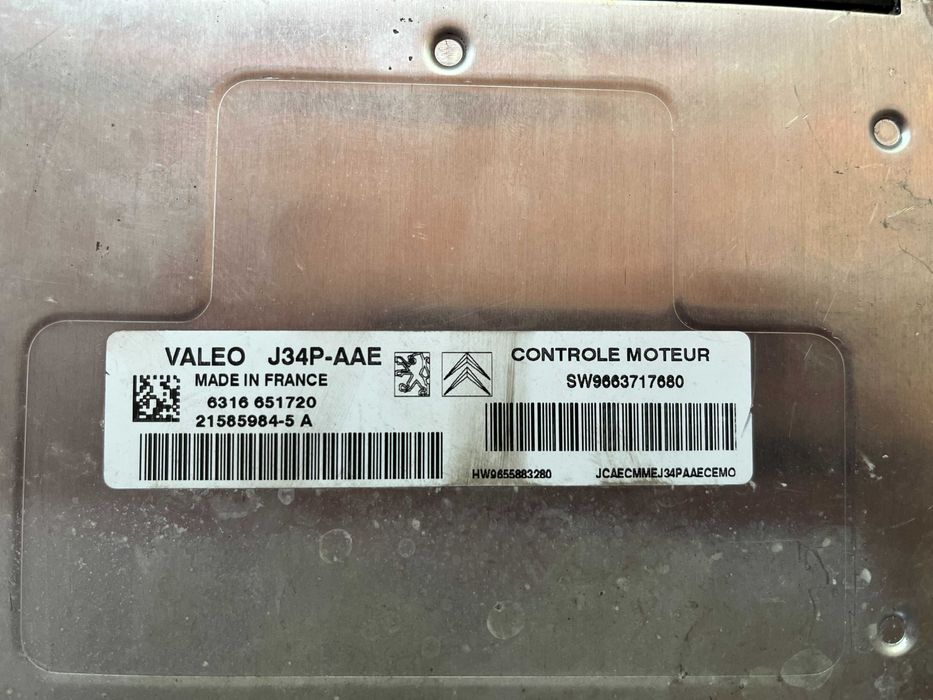 VALEO J34P-AAE
MADE IN FRANCE
6316 651720
21585984-5 A
CONTROLE MOTEUR
SW9663717680
HW9655883280
JCAECMMEJ34PAAECEMO